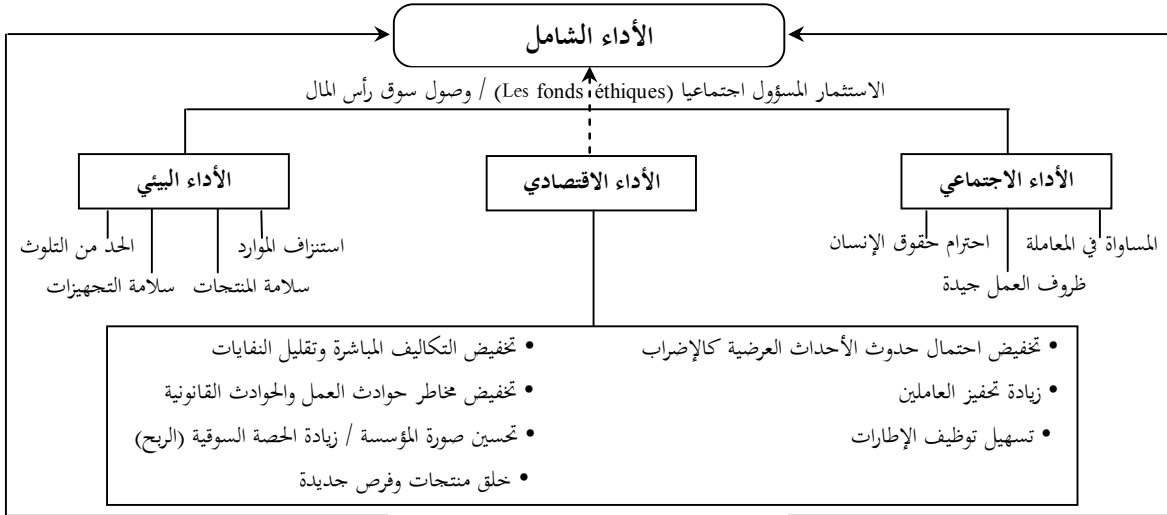 الأداء الشامل
الاستثمار المسؤول اجتماعيا (Les fonds éthiques) / وصول سوق رأس المال
الأداء الاجتماعي
الأداء الاقتصادي
الأداء البيئي
المساواة في المعاملة
احترام حقوق الإنسان
ظروف العمل جيدة
استنزاف الموارد
الحد من التلوث
سلامة المنتجات
سلامة التجهيزات
• تخفيض احتمال حدوث الأحداث العرضية كالإضراب
• زيادة تحفيز العاملين
• تسهيل توظيف الإطارات
• تخفيض التكاليف المباشرة وتقليل النفايات
• تخفيض مخاطر حوادث العمل والحوادث القانونية
• تحسين صورة المؤسسة / زيادة الحصة السوقية (الربح)
• خلق منتجات وفرص جديدة